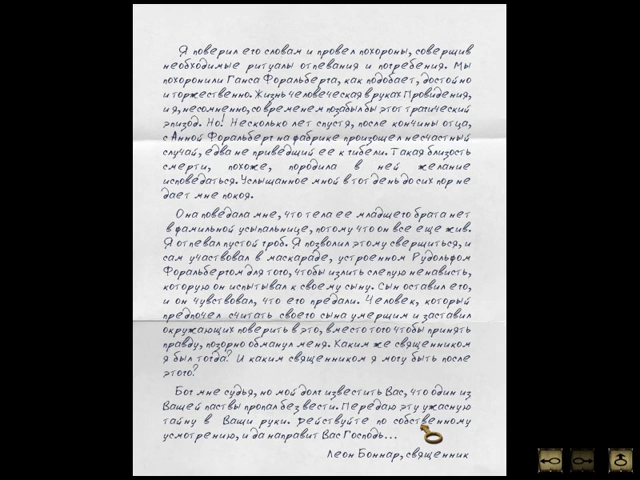 Я поверил его словам и провел похороны, совершив
необходимые ритуалы отпевания и погребения. Мы
похоронили Ганса Форальберга, как подобает, достойно
и торжественно. Жизнь человеческая в руках Провидения,
и я, несомненно, со временем позабыл бы этот трагический
эпизод. Но! Несколько лет спустя, после кончины отца,
с Анной Форальберг на фабрике произошел несчастный
случай, едва не приведший ее к гибели. Такая близость
смерти, похоже, породила в ней желание
исповедаться. Услышанное мной в тот день до сих пор не
дает мне покоя.
Она поведала мне, что тела ее младшего брата нет
в фамильной усыпальнице, потому что он все еще жив.
Я отпевал пустой гроб. Я позволил этому свершиться, и
сам участвовал в маскараде, устроенном Рудольфом
Форальбергом для того, чтобы излить слепую ненависть,
которую он испытывал к своему сыну. Сын оставил его,
и он чувствовал, что его предали. Человек, который
предпочел считать своего сына умершим и заставил
окружающих поверить в это, вместо того чтобы принять
правду, позорно обманул меня. Каким же священником
я был тогда? И каким священником я могу быть после
этого?
Бог мне судья, но мой долг известить Вас, что один из
Вашей паствы пропал без вести. Передаю эту ужасную
тайну в Ваши руки. Действуйте по собственному
усмотрению, и да направит Вас Господь...
Леон Боннар, священник